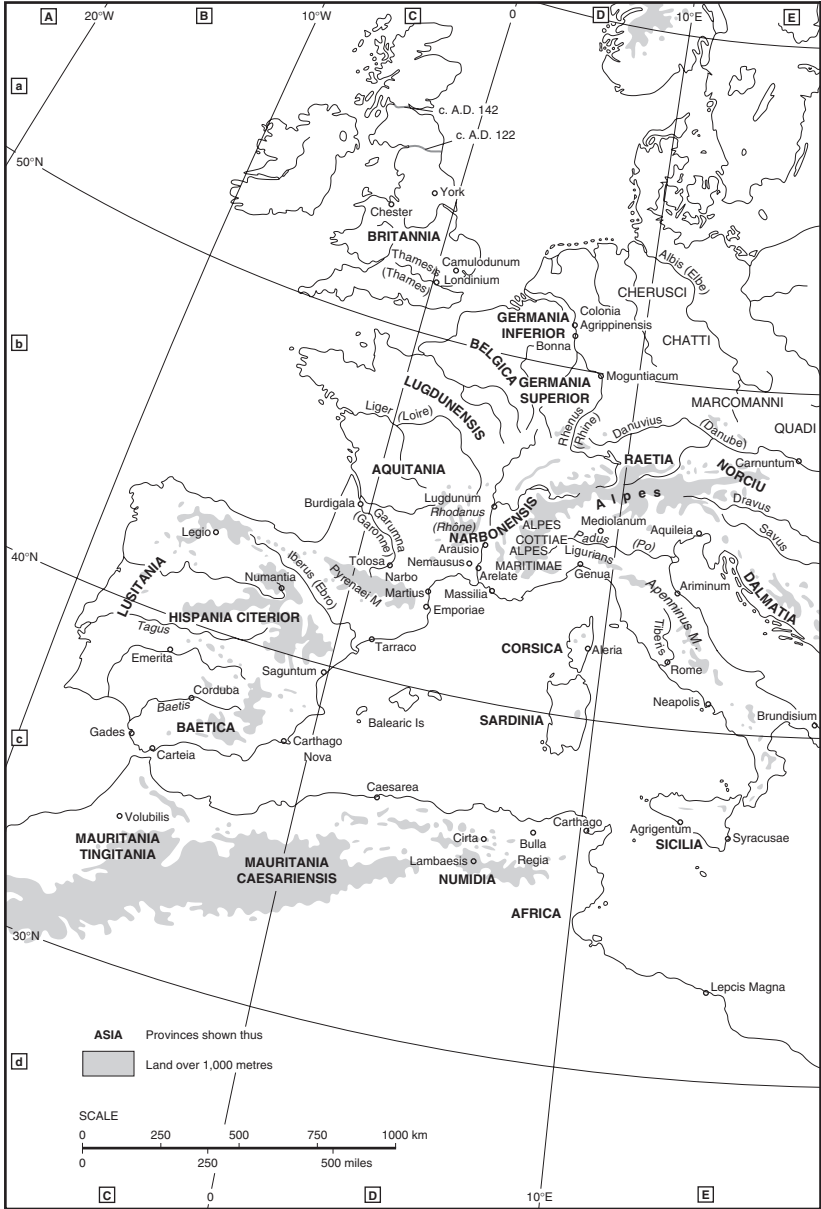 A
20°W
B
10°W
C
0
D
10°E
E
a
c. A.D. 142
c. A.D. 122
50°N
York
Chester
BRITANNIA
Thamesis
(Thames)
Camulodunum
Londinium
Albis (Elbe)
CHERUSCI
GERMANIA
INFERIOR
Colonia
Agrippinensis
Bonna
CHATTI
b
BELGICA
GERMANIA
SUPERIOR
Moguntiacum
LUGDUNENSIS
MARCOMANNI
Liger (Loire)
Rhenus
(Rhine)
Danuvius
(Danube)
QUADI
AQUITANIA
RAETIA
NORCIU
Carnuntum
Burdigala
Garumna
(Garonne)
Lugdunum
Rhodanus
(Rhône)
NARBONENSIS
Alpes
Dravus
Savus
Legio
ALPES
COTTIAE
ALPES
MARITIMAE
Mediolanum
Padus
(Po)
Aquileia
Arausio
Ligurians
40°N
Iberus (Ebro)
Tolosa
Nemausus
Genua
LUSITANIA
Numantia
Pyrenaei M
Narbo
Martius
Arelate
Massilia
Apenninus M.
Ariminum
DALMATIA
HISPANIA CITERIOR
Emporiae
Tagus
Tarraco
CORSICA
Aleria
Tiberis
Emerita
Saguntum
Rome
Corduba
Baetis
BAETICA
Balearic Is
SARDINIA
Neapolis
Brundisium
Gades
c
Carteia
Carthago
Nova
Caesarea
Volubilis
Carthago
Agrigentum
SICILIA
Syracusae
MAURITANIA
TINGITANIA
Cirta
Bulla
Regia
MAURITANIA
CAESARIENSIS
Lambaesis
NUMIDIA
AFRICA
30°N
Lepcis Magna
ASIA Provinces shown thus
d
Land over 1,000 metres
SCALE
0 250 500 750 1000 km
0 250 500 miles
C
0
D
10°E
E